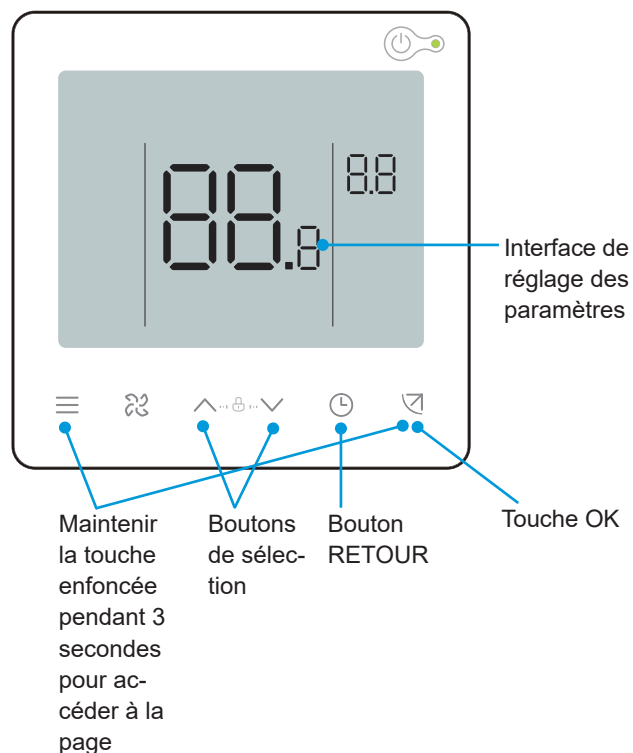 88.8
8.8
Interface de
réglage des
paramètres
Maintenir
la touche
enfoncée
pendant 3
secondes
pour ac-
céder à la
page
Boutons
de sélec-
tion
Bouton
RETOUR
Touche OK